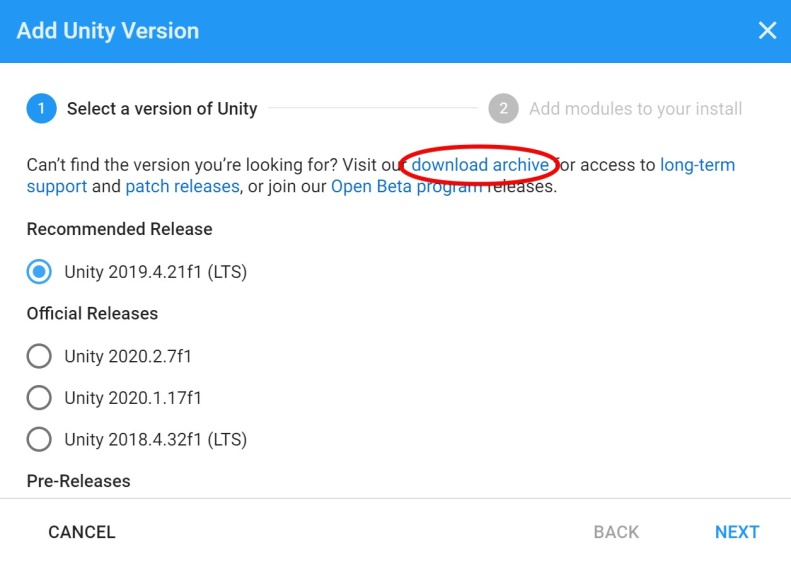 Add Unity Version
1 Select a version of Unity 2 Add modules to your install
Can't find the version you're looking for? Visit our download archive for access to long-term
support and patch releases, or join our Open Beta program releases.
Recommended Release
Unity 2019.4.21f1 (LTS)
Official Releases
Unity 2020.2.7f1
Unity 2020.1.17f1
Unity 2018.4.32f1 (LTS)
Pre-Releases
CANCEL BACK NEXT